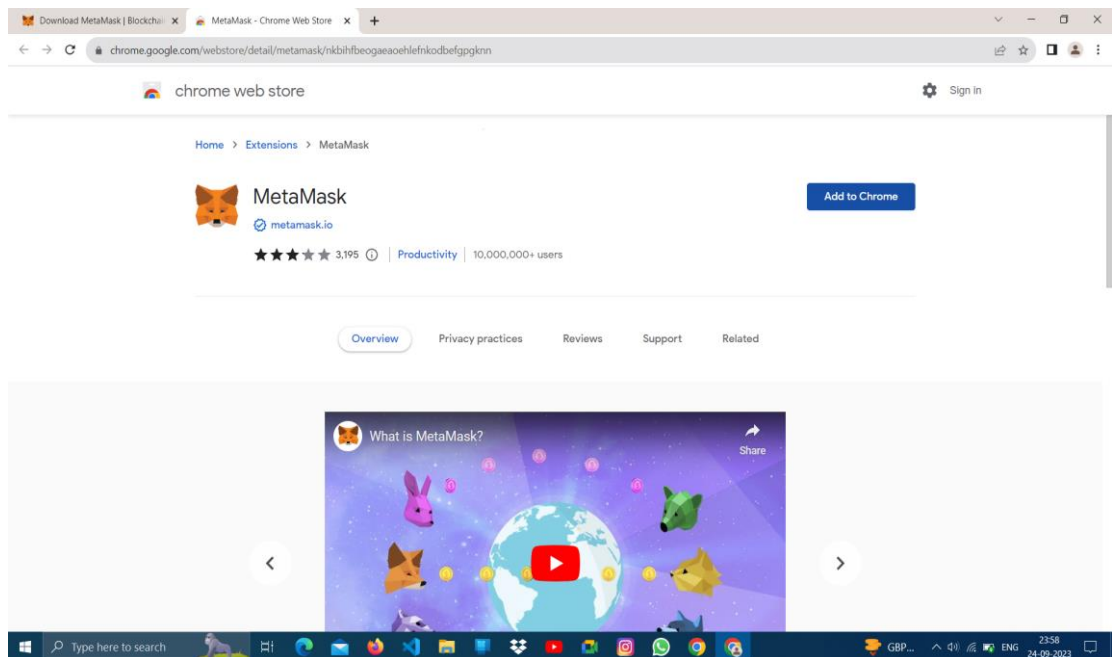 Download MetaMask | Blockchai
MetaMask - Chrome Web Store
chrome.google.com/webstore/detail/metamask/nkbihfbeogaeaoehlefnkodbefgpgknn
chrome web store
Sign in
Home > Extensions > MetaMask
MetaMask
Add to Chrome
metamask.io
3,195 | Productivity | 10,000,000+ users
Overview Privacy practices Reviews Support Related
What is MetaMask?
Share
Type here to search
GBP... ENG 23:58
24-09-2023